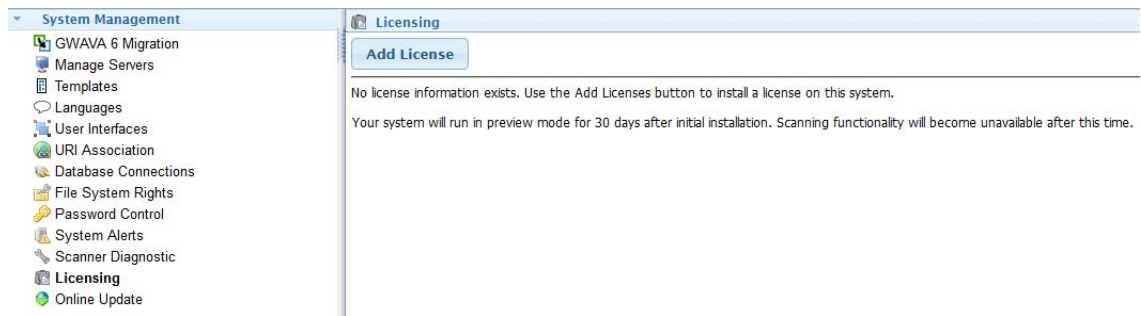 System Management
GWAVA 6 Migration
Manage Servers
Templates
Languages
User Interfaces
URI Association
Database Connections
File System Rights
Password Control
System Alerts
Scanner Diagnostic
Licensing
Online Update
Licensing
Add License
No license information exists. Use the Add Licenses button to install a license on this system.
Your system will run in preview mode for 30 days after initial installation. Scanning functionality will become unavailable after this time.